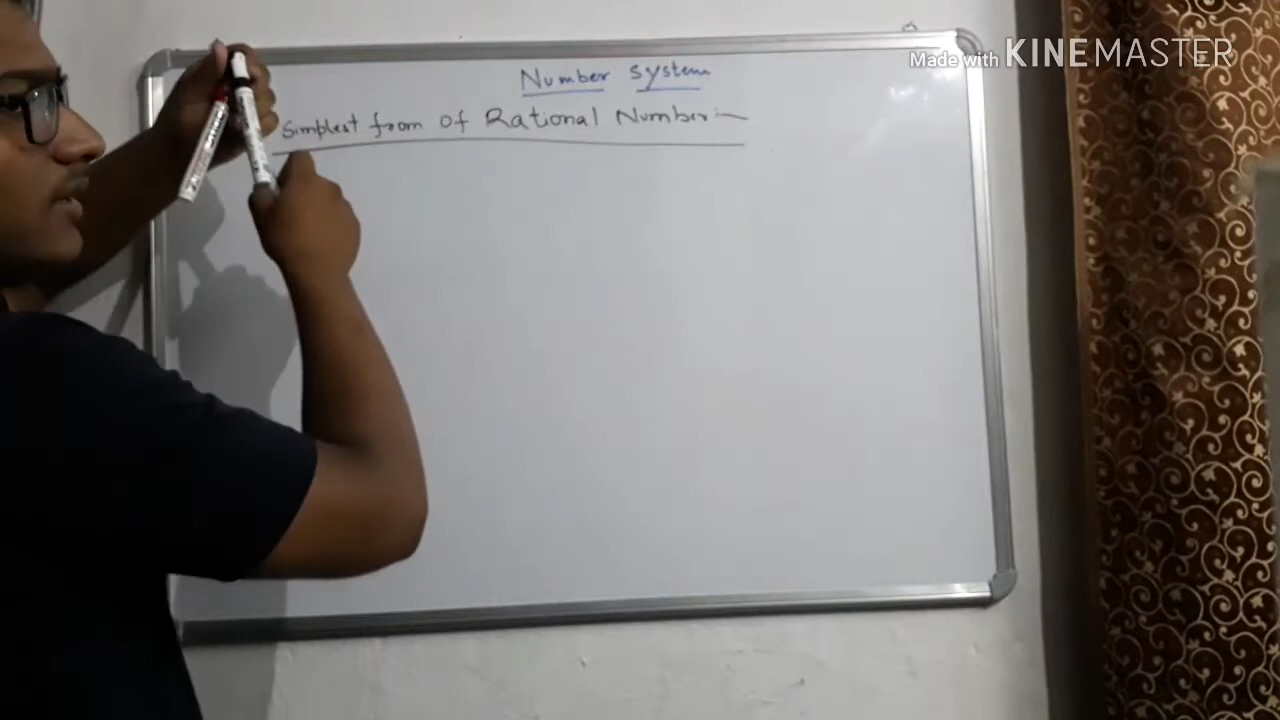 Made with KINEMASTER
Number system
Simplest from of Rational Number :-